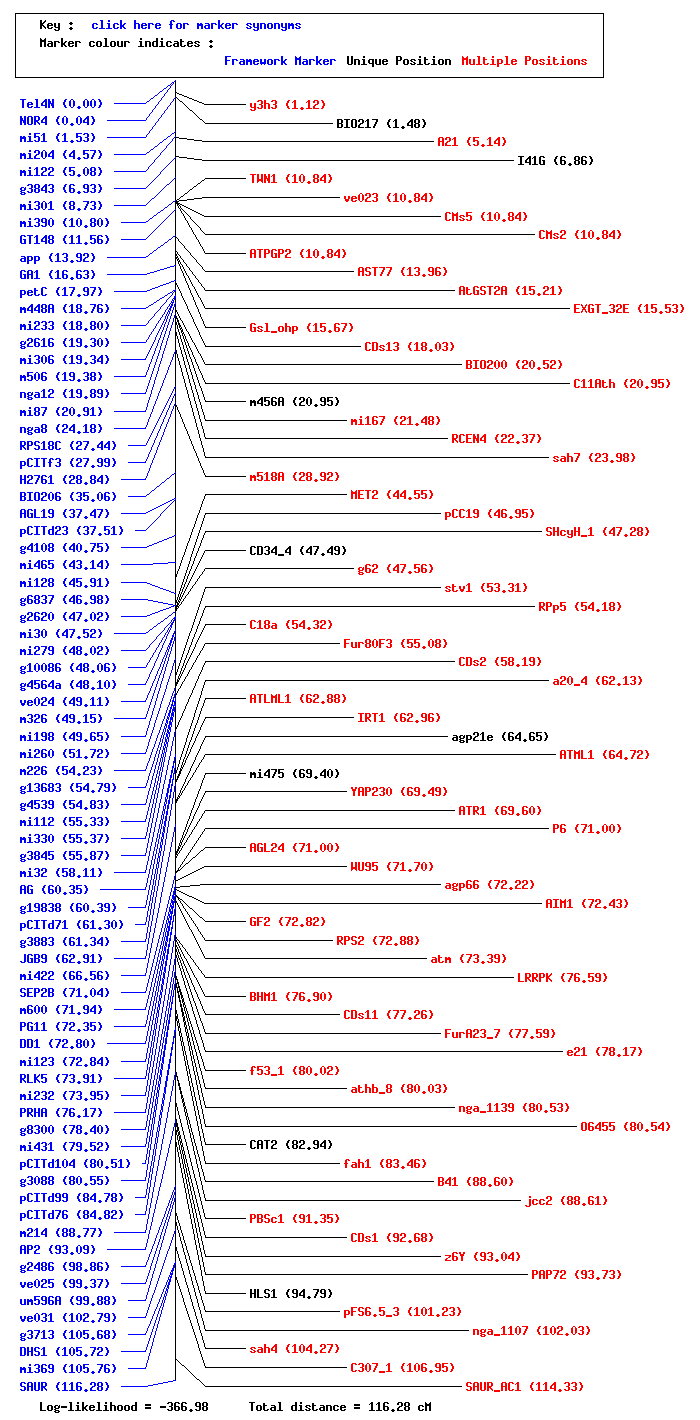 Key : click here for marker synonyms
Marker colour indicates :
Framework Marker Unique Position Multiple Positions
Tel4N (0.00)
NOR4 (0.04)
mi51 (1.53)
mi204 (4.57)
mi122 (5.08)
g3843 (6.93)
mi301 (8.73)
mi390 (10.80)
GT148 (11.56)
app (13.92)
GA1 (16.63)
petC (17.97)
m448A (18.76)
mi233 (18.80)
g2616 (19.30)
mi306 (19.34)
m506 (19.38)
nga12 (19.89)
mi87 (20.91)
nga8 (24.18)
RPS18C (27.44)
pCITf3 (27.99)
H2761 (28.84)
BIO206 (35.06)
AGL19 (37.47)
pCITd23 (37.51)
g4108 (40.75)
mi465 (43.14)
mi128 (45.91)
g6837 (46.98)
g2620 (47.02)
mi30 (47.52)
mi279 (48.02)
g10086 (48.06)
g4564a (48.10)
ve024 (49.11)
m326 (49.15)
mi198 (49.65)
mi260 (51.72)
m226 (54.23)
g13683 (54.79)
g4539 (54.83)
mi112 (55.33)
mi330 (55.37)
g3845 (55.87)
mi32 (58.11)
AG (60.35)
g19838 (60.39)
pCITd71 (61.30)
g3883 (61.34)
JGB9 (62.91)
mi422 (66.56)
SEP2B (71.04)
m600 (71.94)
PG11 (72.35)
DD1 (72.80)
mi123 (72.84)
RLK5 (73.91)
mi232 (73.95)
PRHA (76.17)
g8300 (78.40)
mi431 (79.52)
pCITd104 (80.51)
g3088 (80.55)
pCITd99 (84.78)
pCITd76 (84.82)
m214 (88.77)
AP2 (93.09)
g2486 (98.86)
ve025 (99.37)
um596A (99.88)
ve031 (102.79)
g3713 (105.68)
DHS1 (105.72)
mi369 (105.76)
SAUR (116.28)
y3h3 (1.12)
BIO217 (1.48)
A21 (5.14)
I41G (6.86)
TWN1 (10.84)
ve023 (10.84)
CMs5 (10.84)
CMs2 (10.84)
ATPGP2 (10.84)
AST77 (13.96)
AtGST2A (15.21)
EXGT_32E (15.53)
Gsl_ohp (15.67)
CDs13 (18.03)
BIO200 (20.52)
C11Ath (20.95)
m456A (20.95)
mi167 (21.48)
RCEN4 (22.37)
sah7 (23.98)
m518A (28.92)
MET2 (44.55)
pCC19 (46.95)
SHcyH_1 (47.28)
CD34_4 (47.49)
g62 (47.56)
stv1 (53.31)
RPp5 (54.18)
C18a (54.32)
Fur80F3 (55.08)
CDs2 (58.19)
a20_4 (62.13)
ATLML1 (62.88)
IRT1 (62.96)
agp21e (64.65)
ATML1 (64.72)
mi475 (69.40)
YAP230 (69.49)
ATR1 (69.60)
P6 (71.00)
AGL24 (71.00)
WU95 (71.70)
agp66 (72.22)
AIM1 (72.43)
GF2 (72.82)
RPS2 (72.88)
atm (73.39)
LRRPK (76.59)
BHM1 (76.90)
CDs11 (77.26)
FurA23_7 (77.59)
e21 (78.17)
f53_1 (80.02)
athb_8 (80.03)
nga_1139 (80.53)
O6455 (80.54)
CAT2 (82.94)
fah1 (83.46)
B41 (88.60)
jcc2 (88.61)
PBSc1 (91.35)
CDs1 (92.68)
z6Y (93.04)
PAP72 (93.73)
HLS1 (94.79)
pFS6.5_3 (101.23)
nga_1107 (102.03)
sah4 (104.27)
C307_1 (106.95)
SAUR_AC1 (114.33)
Log-likelihood = -366.98 Total distance = 116.28 cM